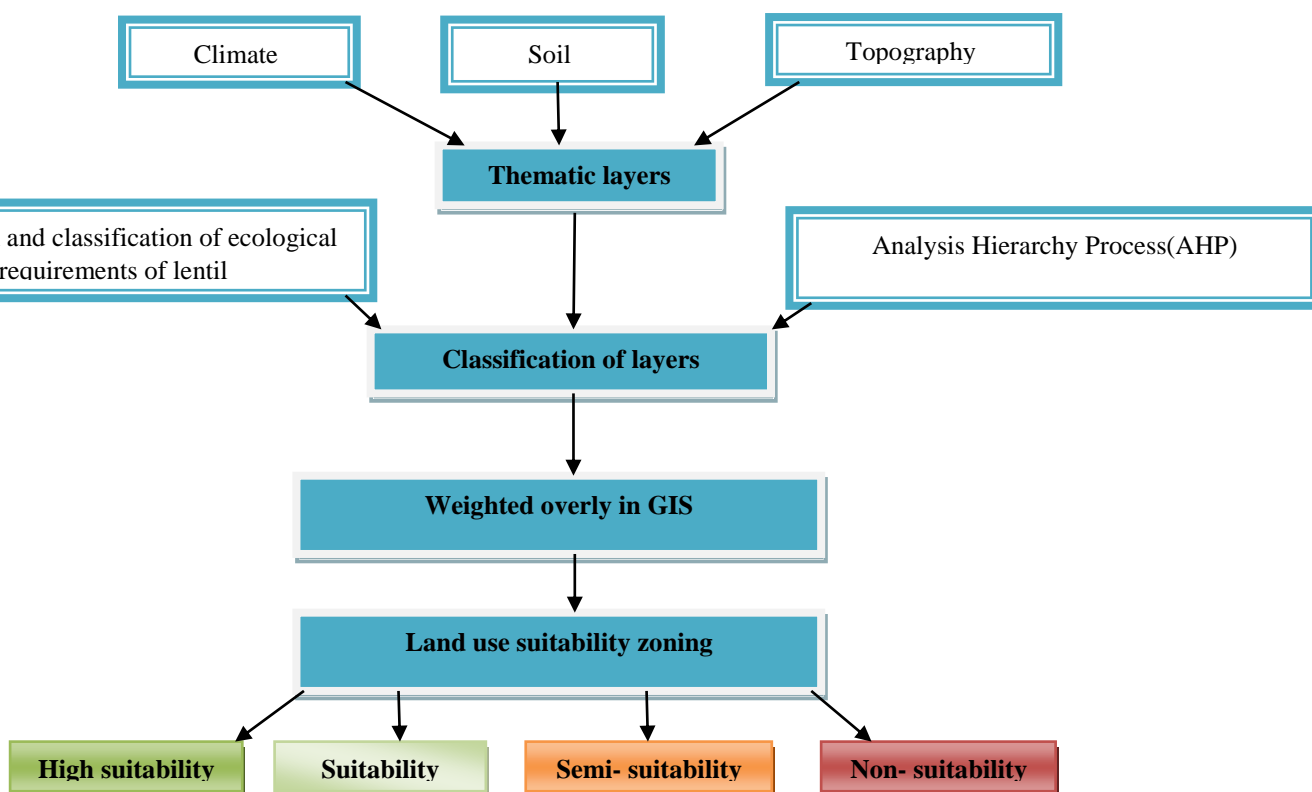 Climate
Soil
Topography
Thematic layers
and classification of ecological
requirements of lentil
Analysis Hierarchy Process(AHP)
Classification of layers
Weighted overly in GIS
Land use suitability zoning
High suitability
Suitability
Semi- suitability
Non- suitability